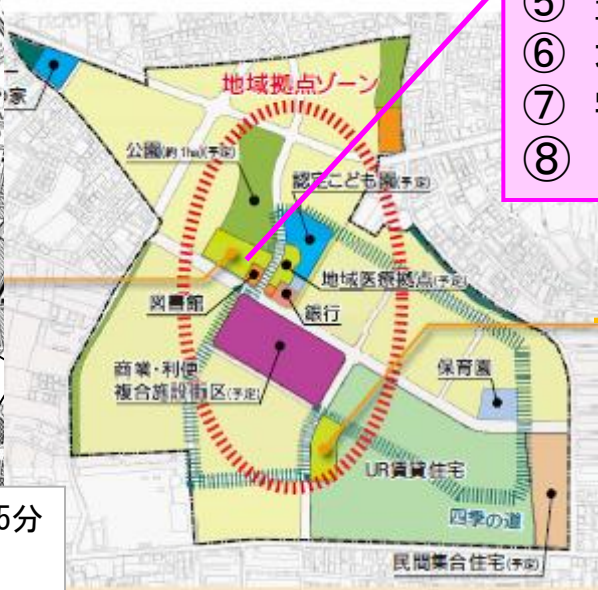 ⑤
⑥
⑦
⑧
家
地域拠点ゾーン
公園(約1ha)(予定)
認定こども園(予定)
地域医療拠点(予定)
図書館
銀行
商業・利便
複合施設街区(予定)
保育園
UR賃貸住宅
四季の道
5分
民間集合住宅(予定)